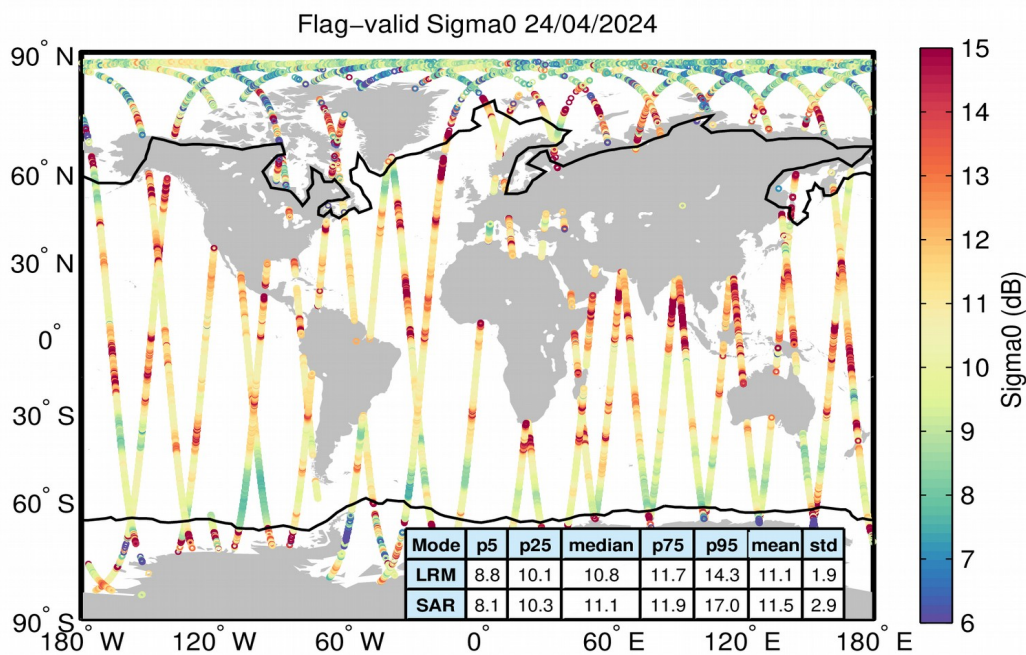 Flag−valid Sigma0 24/04/2024
90° N
60° N
30° N
0°
30° S
60° S
90° S
180° W
120° W
60° W
0°
60° E
120° E
180° E
15
14
13
12
11
10
9
8
7
6
Sigma0 (dB)
Mode p5 p25 median p75 p95 mean std
LRM 8.8 10.1 10.8 11.7 14.3 11.1 1.9
SAR 8.1 10.3 11.1 11.9 17.0 11.5 2.9